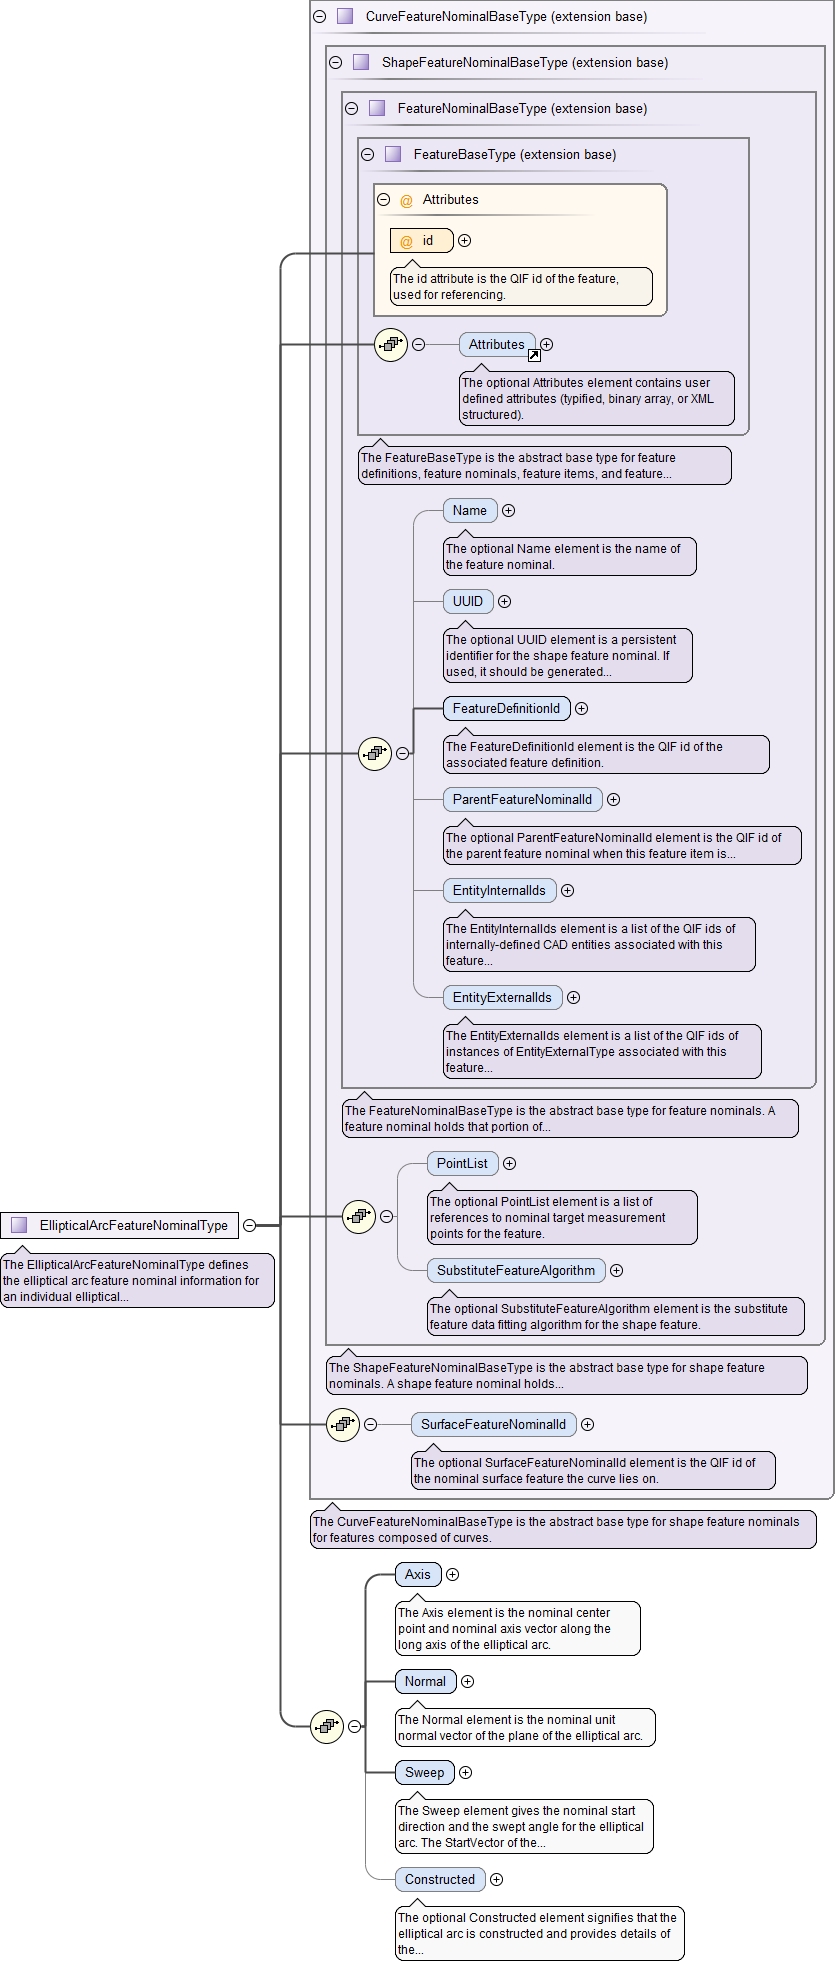 CurveFeatureNominalBaseType (extension base)
ShapeFeatureNominalBaseType (extension base)
FeatureNominalBaseType (extension base)
FeatureBaseType (extension base)
@ Attributes
@ id
The id attribute is the QIF id of the feature,
used for referencing.
Attributes
The optional Attributes element contains user
defined attributes (typified, binary array, or XML
structured).
The FeatureBaseType is the abstract base type for feature
definitions, feature nominals, feature items, and feature...
Name
The optional Name element is the name of
the feature nominal.
UUID
The optional UUID element is a persistent
identifier for the shape feature nominal. If
used, it should be generated...
FeatureDefinitionId
The FeatureDefinitionId element is the QIF id of the
associated feature definition.
ParentFeatureNominalId
The optional ParentFeatureNominalId element is the QIF id of
the parent feature nominal when this feature item is...
EntityInternalIds
The EntityInternalIds element is a list of the QIF ids of
internally-defined CAD entities associated with this
feature...
EntityExternalIds
The EntityExternalIds element is a list of the QIF ids of
instances of EntityExternalType associated with this
feature...
The FeatureNominalBaseType is the abstract base type for feature nominals. A
feature nominal holds that portion of...
PointList
The optional PointList element is a list of
references to nominal target measurement
points for the feature.
EllipticalArcFeatureNominalType
The EllipticalArcFeatureNominalType defines
the elliptical arc feature nominal information for
an individual elliptical...
SubstituteFeatureAlgorithm
The optional SubstituteFeatureAlgorithm element is the substitute
feature data fitting algorithm for the shape feature.
The ShapeFeatureNominalBaseType is the abstract base type for shape feature
nominals. A shape feature nominal holds...
SurfaceFeatureNominalId
The optional SurfaceFeatureNominalId element is the QIF id of
the nominal surface feature the curve lies on.
The CurveFeatureNominalBaseType is the abstract base type for shape feature nominals
for features composed of curves.
Axis
The Axis element is the nominal center
point and nominal axis vector along the
long axis of the elliptical arc.
Normal
The Normal element is the nominal unit
normal vector of the plane of the elliptical arc.
Sweep
The Sweep element gives the nominal start
direction and the swept angle for the elliptical
arc. The StartVector of the...
Constructed
The optional Constructed element signifies that the
elliptical arc is constructed and provides details of
the...